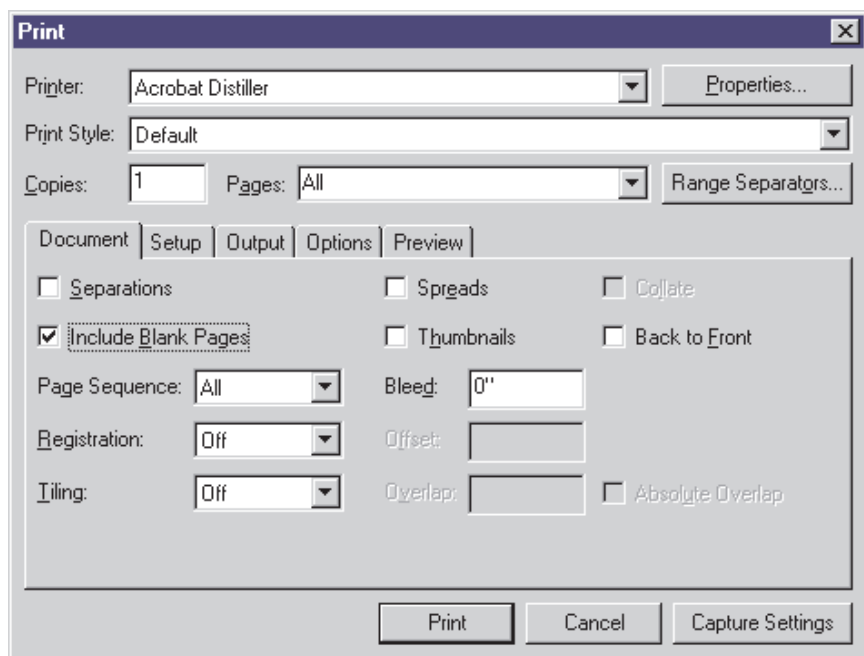 Print
Printer: Acrobat Distiller Properties...
Print Style: Default
Copies: 1 Pages: All Range Separators...
Document Setup Output Options Preview
Separations Spreads Collate
Include Blank Pages Thumbnails Back to Front
Page Sequence: All Bleed: 0"
Registration: Off Offset:
Tiling: Off Overlap: Absolute Overlap
Print Cancel Capture Settings